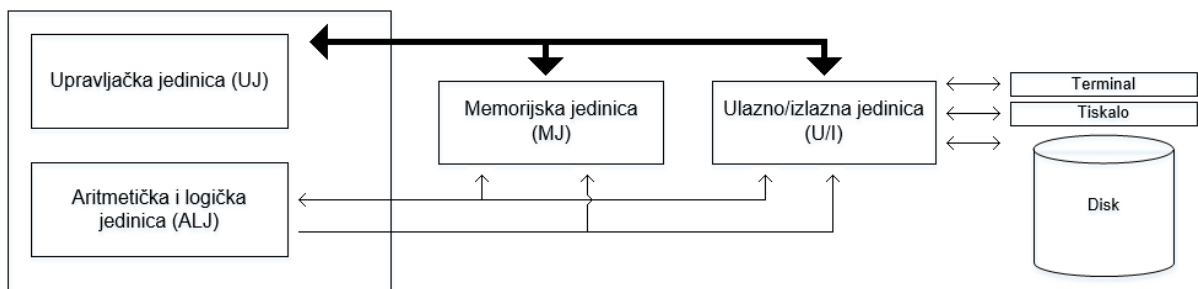 Upravljačka jedinica (UJ)
Aritmetička i logička
jedinica (ALJ)
Memorijska jedinica
(MJ)
Ulazno/izlazna jedinica
(U/I)
Terminal
Tiskalo
Disk